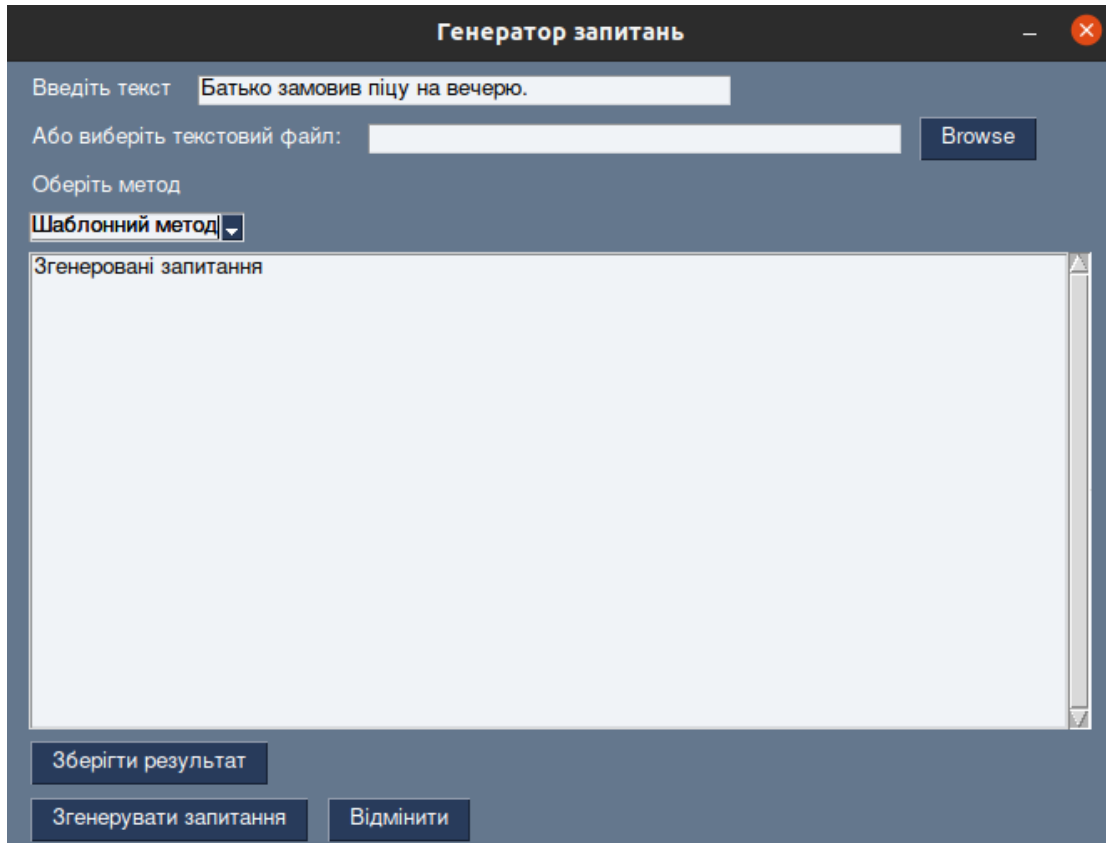 Генератор запитань
Введіть текст Батько замовив піцу на вечерю.
Або виберіть текстовий файл: Browse
Оберіть метод
Шаблонний метод
Згенеровані запитання
Зберігти результат
Згенерувати запитання Відмінити